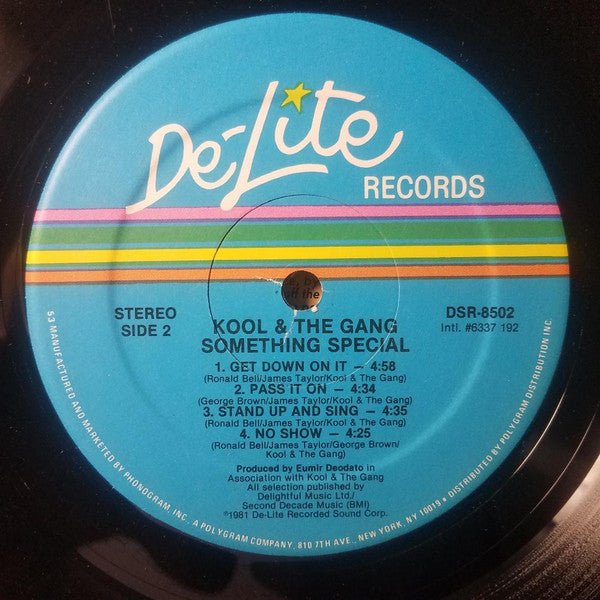 De-Lite
RECORDS
e, by
off the
STEREO
SIDE 2
DSR-8502
Intl. #6337 192
KOOL & THE GANG
SOMETHING SPECIAL
1. GET DOWN ON IT — 4:58
(Ronald Bell/James Taylor/Kool & The Gang)
2. PASS IT ON — 4:34
(George Brown/James Taylor/Kool & The Gang)
3. STAND UP AND SING — 4:35
(Ronald Bell/James Taylor/Kool & The Gang)
4. NO SHOW — 4:25
(Ronald Bell/James Taylor/George Brown/
Kool & The Gang)
Produced by Eumir Deodato in
Association with Kool & The Gang
All selection published by
Delightful Music Ltd./
Second Decade Music (BMI)
℗1981 De-Lite Recorded Sound Corp.
53 MANUFACTURED AND MARKETED BY PHONOGRAM INC. A POLYGRAM COMPANY, 810 7TH AVE., NEW YORK, NY 10019 • DISTRIBUTED BY POLYGRAM DISTRIBUTION INC.